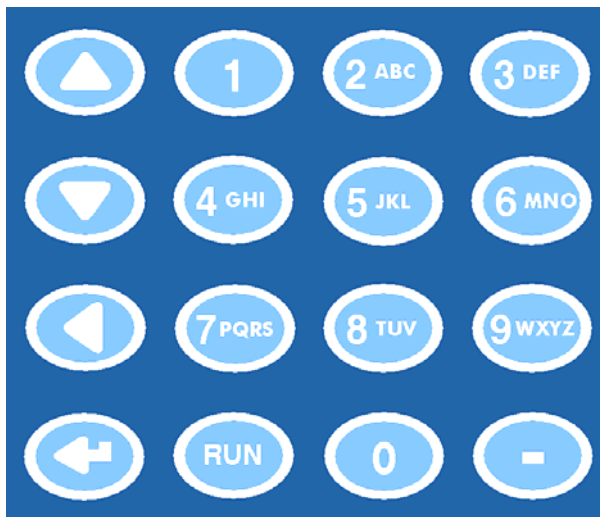 1 2 ABC 3 DEF
4 GHI 5 JKL 6 MNO
7 PQRS 8 TUV 9 WXYZ
RUN 0 -